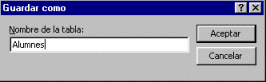 Guardar como
Nombre de la tabla:
Alumnes
Aceptar
Cancelar